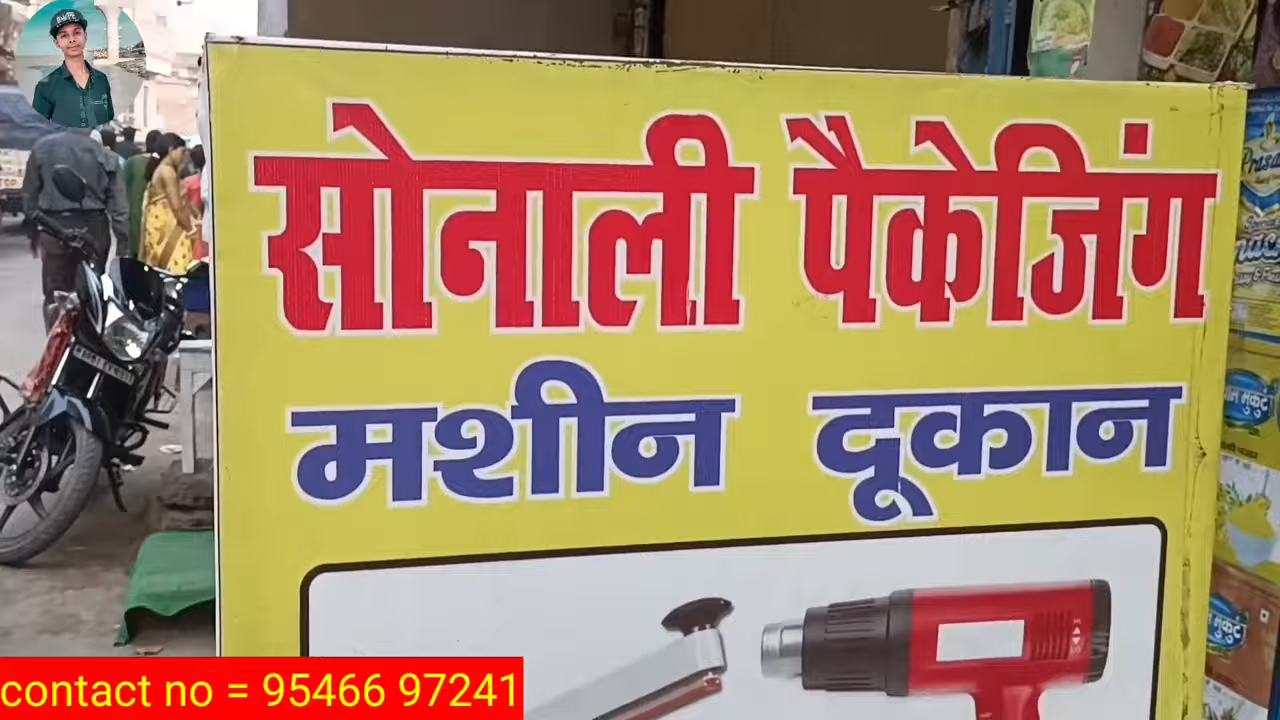 सोनाली पैकेजिंग
मशीन दूकान
contact no = 95466 97241